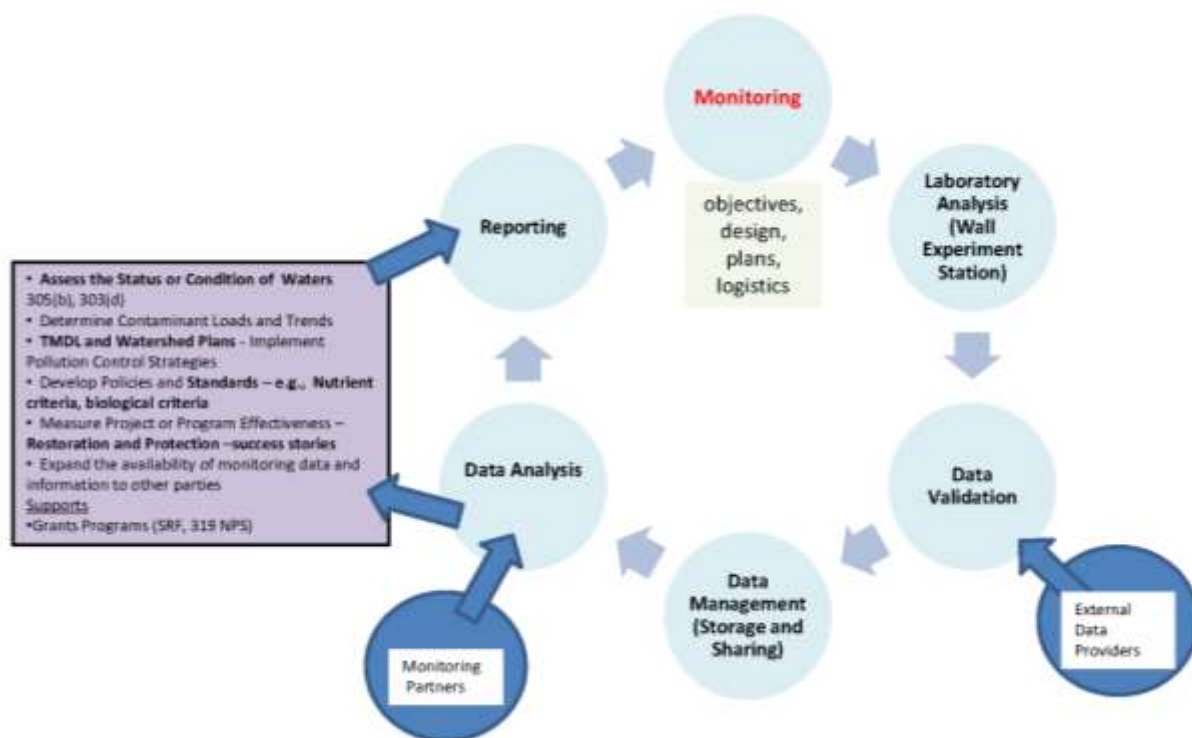 Monitoring
objectives,
design,
plans,
logistics
Laboratory
Analysis
(Wall
Experiment
Station)
Data
Validation
External
Data
Providers
Data
Management
(Storage and
Sharing)
Data Analysis
Monitoring
Partners
Reporting
• Assess the Status or Condition of Waters
305(b), 303(d)
• Determine Contaminant Loads and Trends
• TMDL and Watershed Plans - Implement
Pollution Control Strategies
• Develop Policies and Standards – e.g., Nutrient
criteria, biological criteria
• Measure Project or Program Effectiveness –
Restoration and Protection –success stories
• Expand the availability of monitoring data and
information to other parties
Supports
•Grants Programs (SRF, 319 NPS)